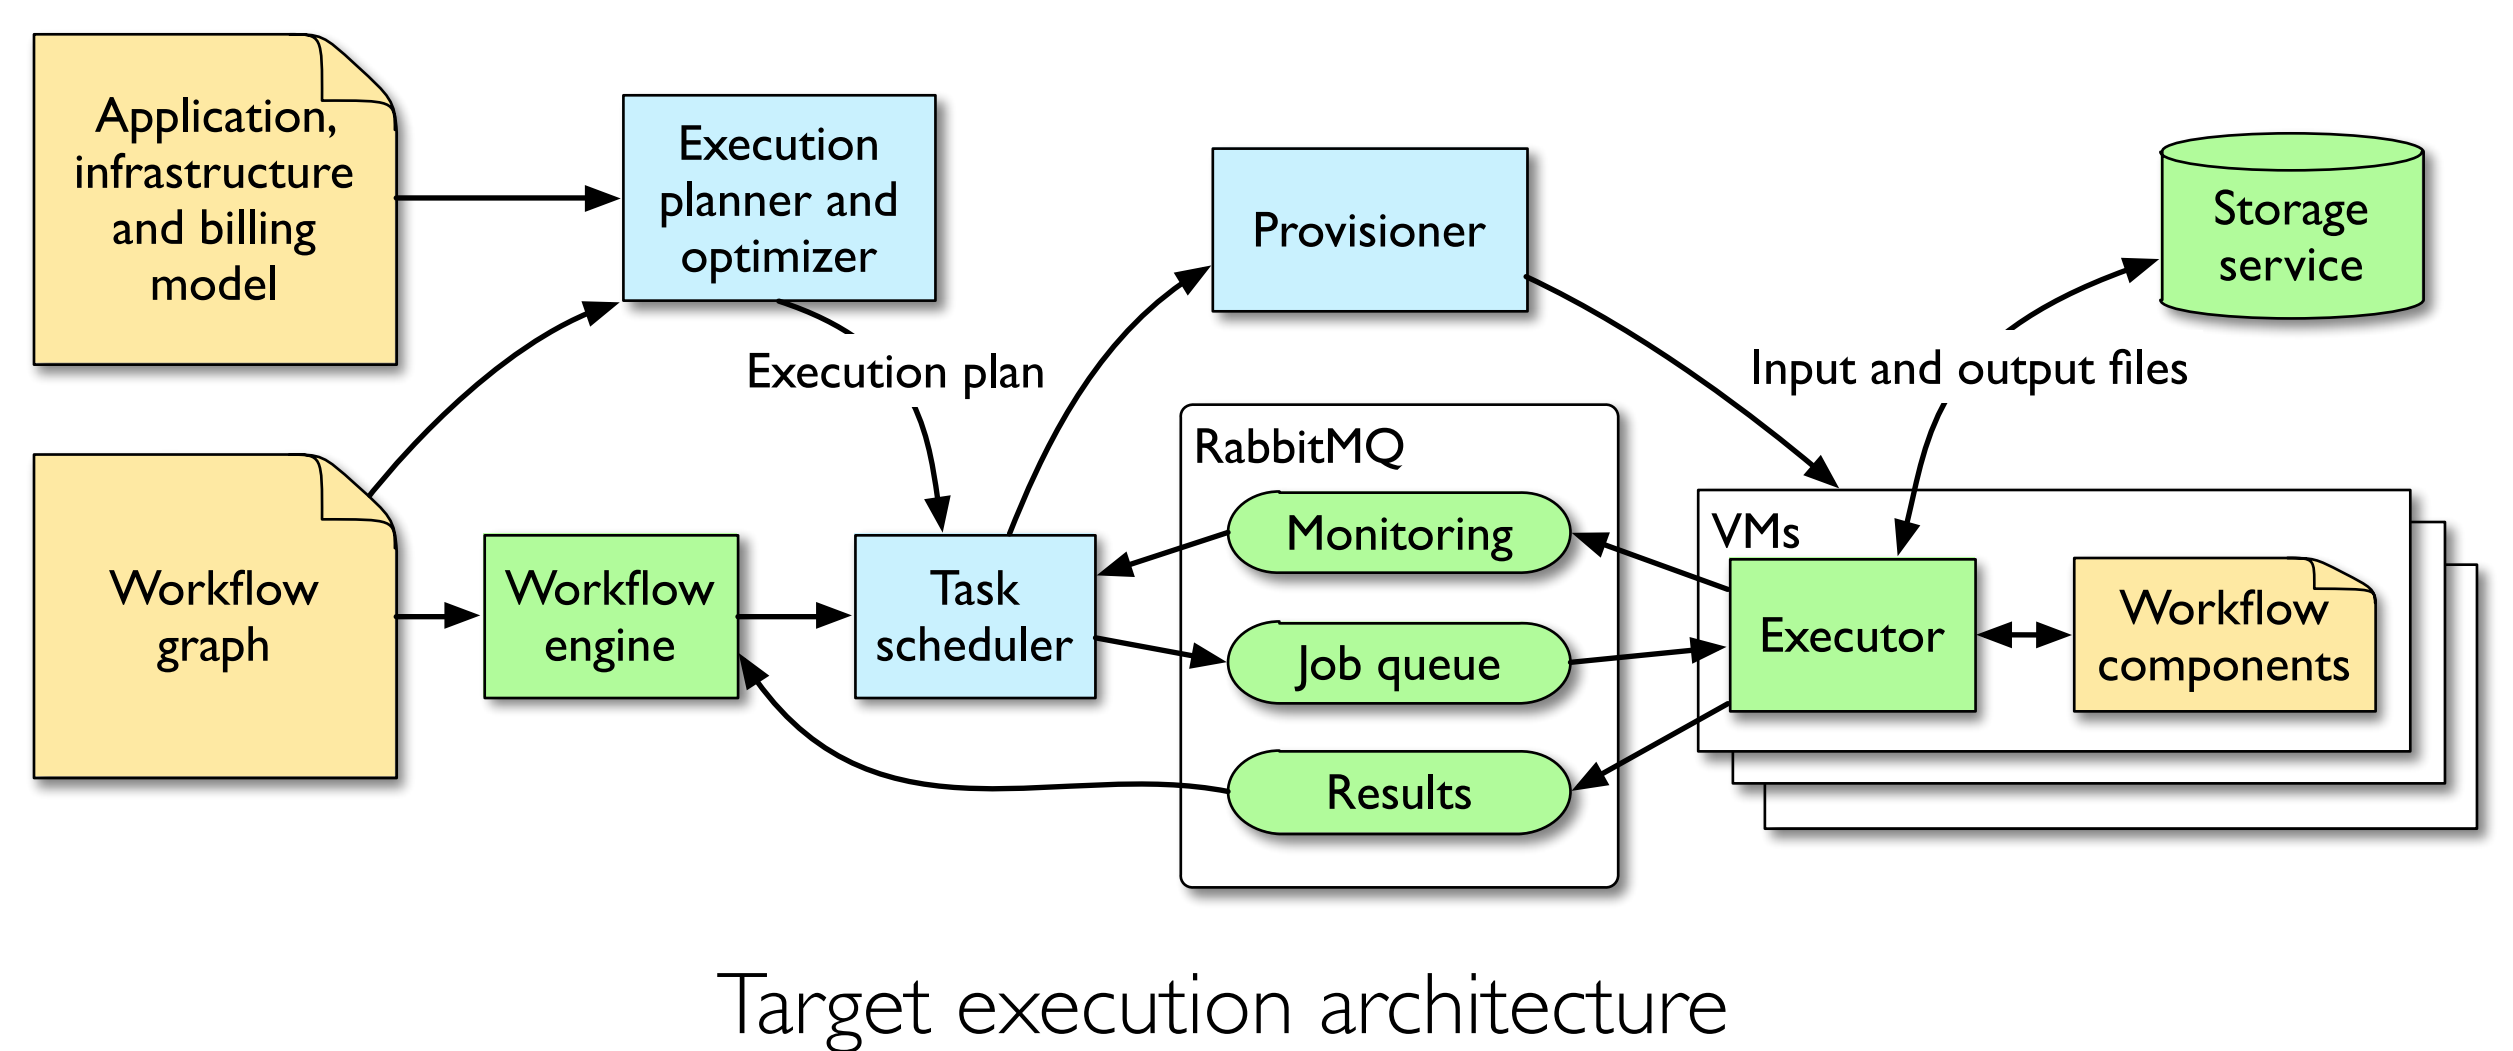 Application,
infrastructure
and billing
model
Execution
planner and
optimizer
Provisioner
Storage
service
Execution plan
Input and output files
RabbitMQ
Monitoring
Job queue
Results
VMs
Executor
Workflow
components
Workflow
graph
Workflow
engine
Task
scheduler
Target execution architecture